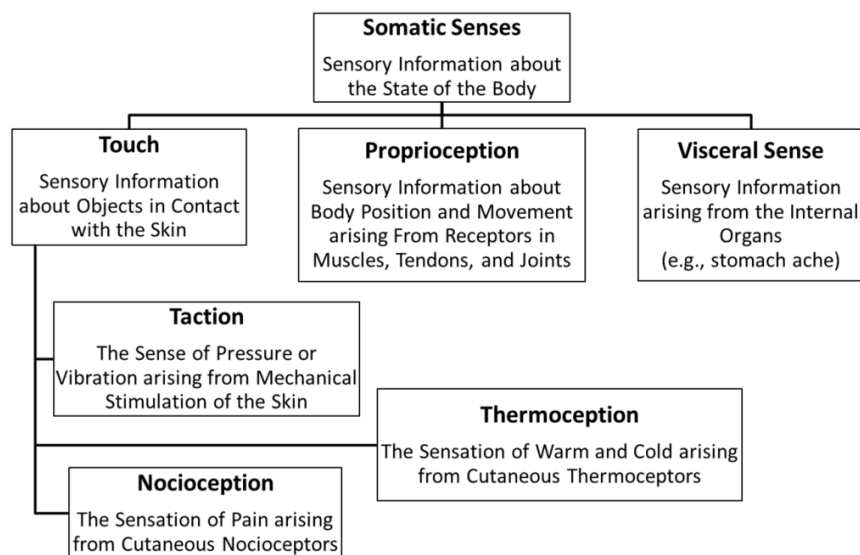 Somatic Senses
Sensory Information about
the State of the Body
Touch
Sensory Information
about Objects in Contact
with the Skin
Proprioception
Sensory Information about
Body Position and Movement
arising From Receptors in
Muscles, Tendons, and Joints
Visceral Sense
Sensory Information
arising from the Internal
Organs
(e.g., stomach ache)
Taction
The Sense of Pressure or
Vibration arising from Mechanical
Stimulation of the Skin
Thermoception
The Sensation of Warm and Cold arising
from Cutaneous Thermoceptors
Nocioception
The Sensation of Pain arising
from Cutaneous Nocioceptors